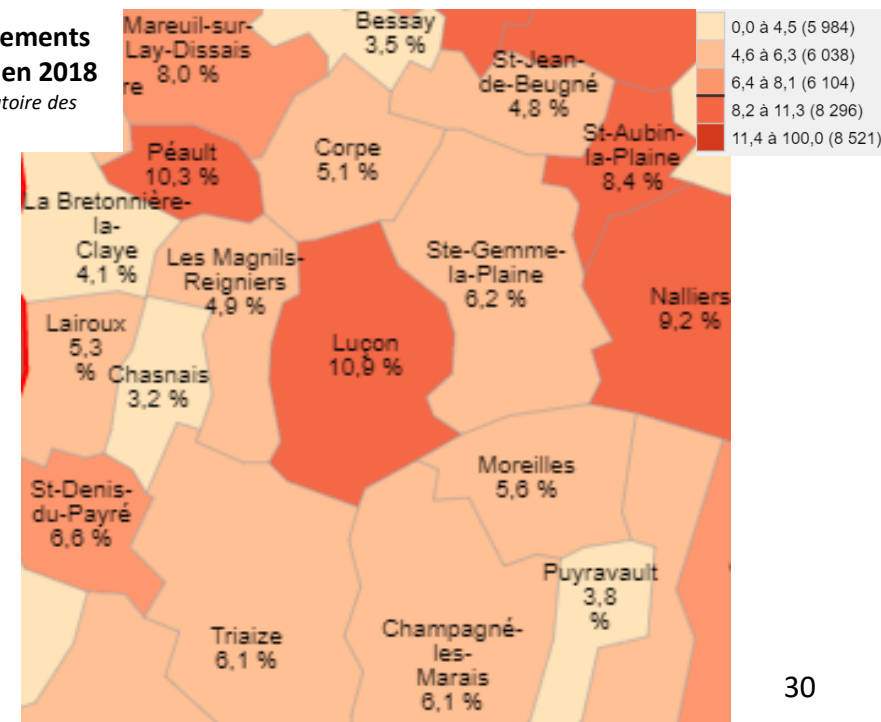 ements
en 2018
toire des
re
Mareuil-sur-
Lay-Dissais
8,0 %
Bessay
3,5 %
St-Jean-
de-Beugné
4,8 %
0,0 à 4,5 (5 984)
4,6 à 6,3 (6 038)
6,4 à 8,1 (6 104)
8,2 à 11,3 (8 296)
11,4 à 100,0 (8 521)
Péault
10,3 %
Corpe
5,1 %
St-Aubin-
la-Plaine
8,4 %
La Bretonnière-
la-
Claye
4,1 %
Les Magnils-
Reigniers
4,9 %
Ste-Gemme-
la-Plaine
6,2 %
Nalliers
9,2 %
Lairoux
5,3
%
Chasnais
3,2 %
Luçon
10,9 %
St-Denis-
du-Payré
6,6 %
Moreilles
5,6 %
Puyravault
3,8
%
Triaize
6,1 %
Champagné-
les-
Marais
6,1 %
30